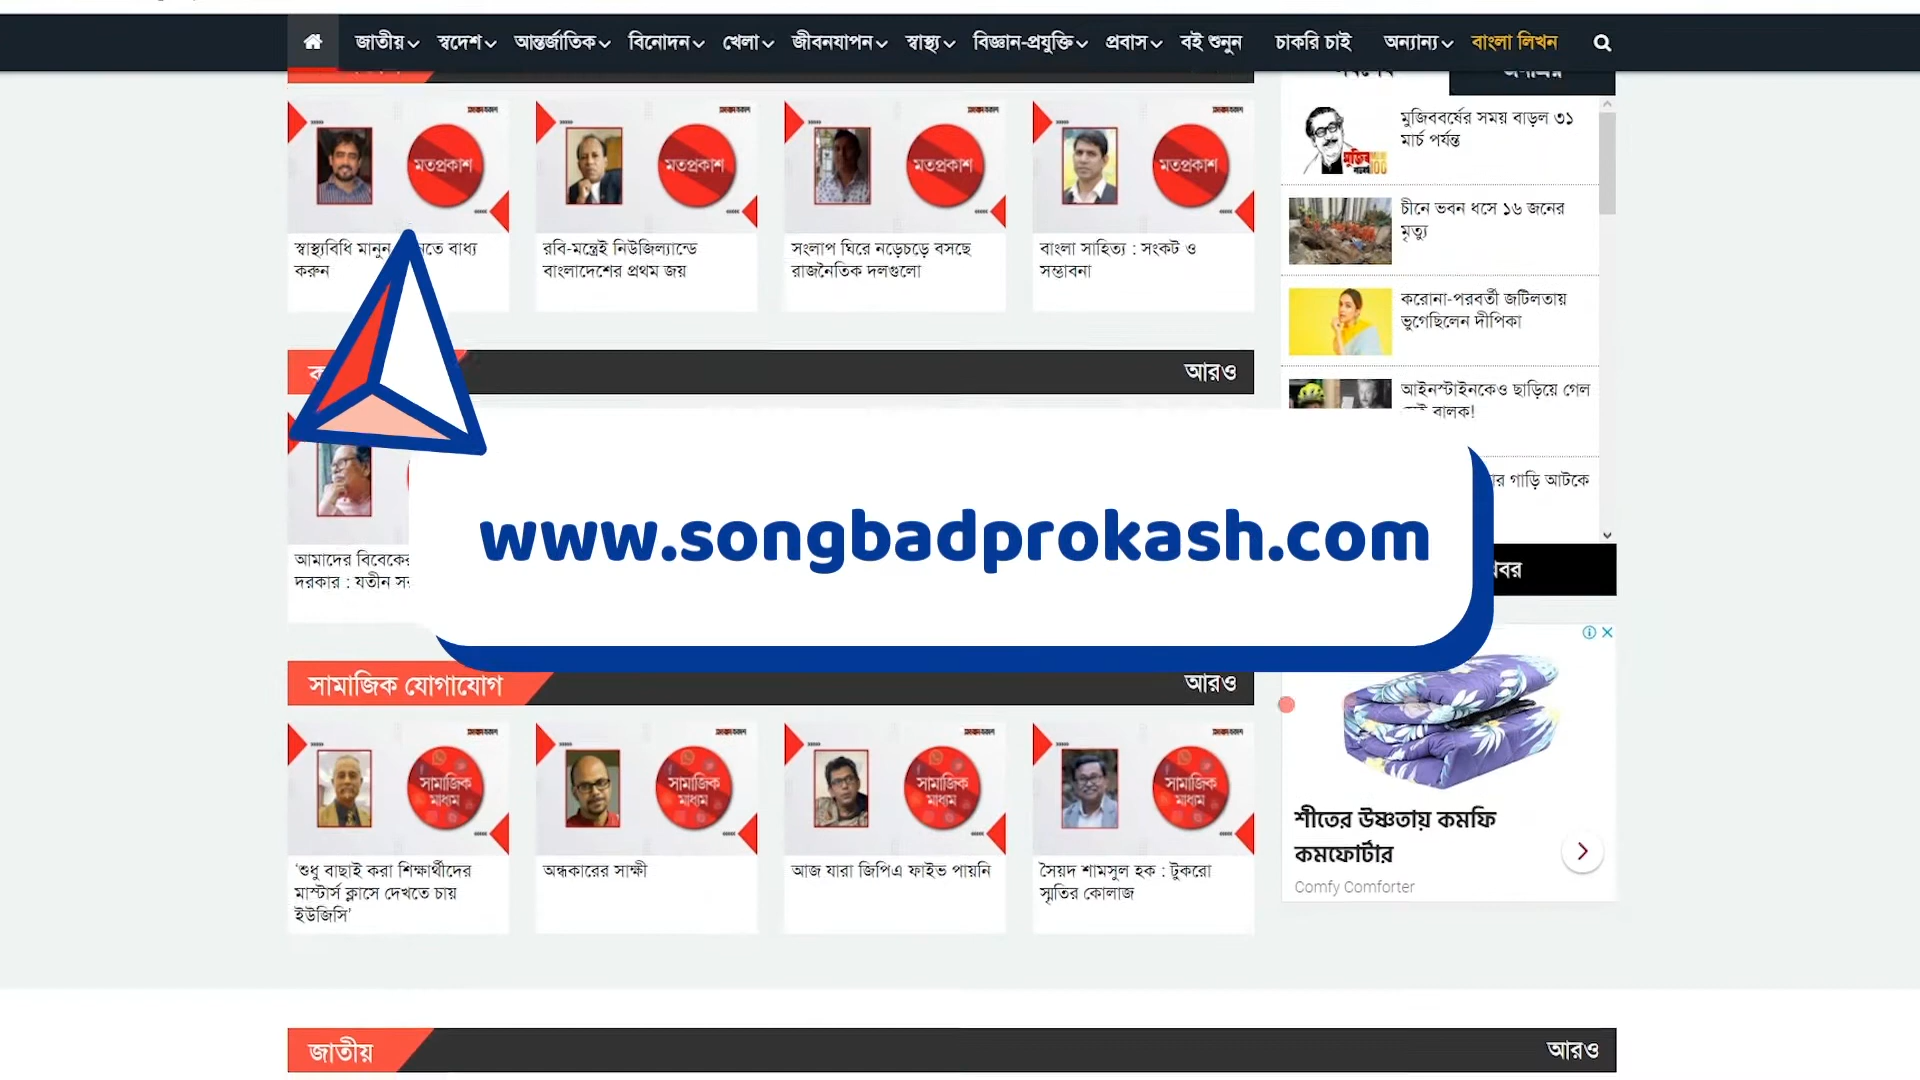 জাতীয়
স্বদেশ
আন্তর্জাতিক
বিনোদন
খেলা
জীবনযাপন
স্বাস্থ্য
বিজ্ঞান-প্রযুক্তি
প্রবাস
বই শুনুন
চাকরি চাই
অন্যান্য
বাংলা লিখন
মতপ্রকাশ
মতপ্রকাশ
মতপ্রকাশ
মতপ্রকাশ
স্বাস্থ্যবিধি মানুন বাধ্য
করুন
রবি-মন্ত্রেই নিউজিল্যান্ডে
বাংলাদেশের প্রথম জয়
সংলাপ ঘিরে নড়েচড়ে বসছে
রাজনৈতিক দলগুলো
বাংলা সাহিত্য : সংকট ও
সম্ভাবনা
মুজিববর্ষের সময় বাড়ল ৩১
মার্চ পর্যন্ত
চীনে ভবন ধসে ১৬ জনের
মৃত্যু
করোনা-পরবর্তী জটিলতায়
ভুগেছিলেন দীপিকা
আইনস্টাইনকেও ছাড়িয়ে গেল
বালক!
গাড়ি আটকে
আরও
www.songbadprokash.com
আমাদের বিবেকের
দরকার : যতীন
সামাজিক যোগাযোগ
আরও
সামাজিক
মাধ্যম
সামাজিক
মাধ্যম
সামাজিক
মাধ্যম
সামাজিক
মাধ্যম
‘শুধু বাছাই করা শিক্ষার্থীদের
মাস্টার্স ক্লাসে দেখতে চায়
ইউজিসি’
অন্ধকারের সাক্ষী
আজ যারা জিপিএ ফাইভ পায়নি
সৈয়দ শামসুল হক : টুকরো
স্মৃতির কোলাজ
শীতের উষ্ণতায় কমফি
কমফোর্টার
Comfy Comforter
জাতীয়
আরও